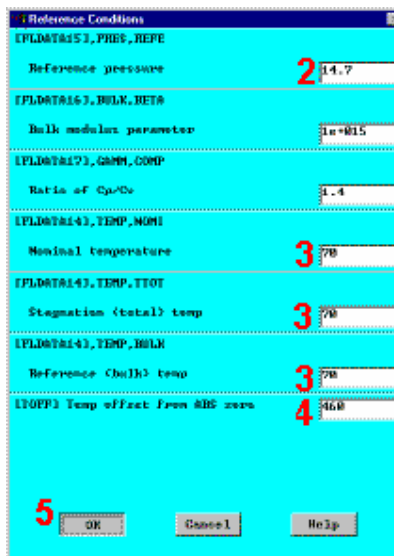 Reference Conditions
[FLDATA15],PRES,REFE
Reference pressure 2 14.7
[FLDATA16],BULK,BETA
Bulk modulus parameter 1e+015
[FLDATA17],GAMM,COMP
Ratio of Cp/Cv 1.4
[FLDATA14],TEMP,NOMI
Nominal temperature 3 70
[FLDATA14],TEMP,TTOT
Stagnation (total) temp 3 70
[FLDATA14],TEMP,BULK
Reference (bulk) temp 3 70
[TOFF] Temp offset from ABS zero 4 460
5 OK Cancel Help